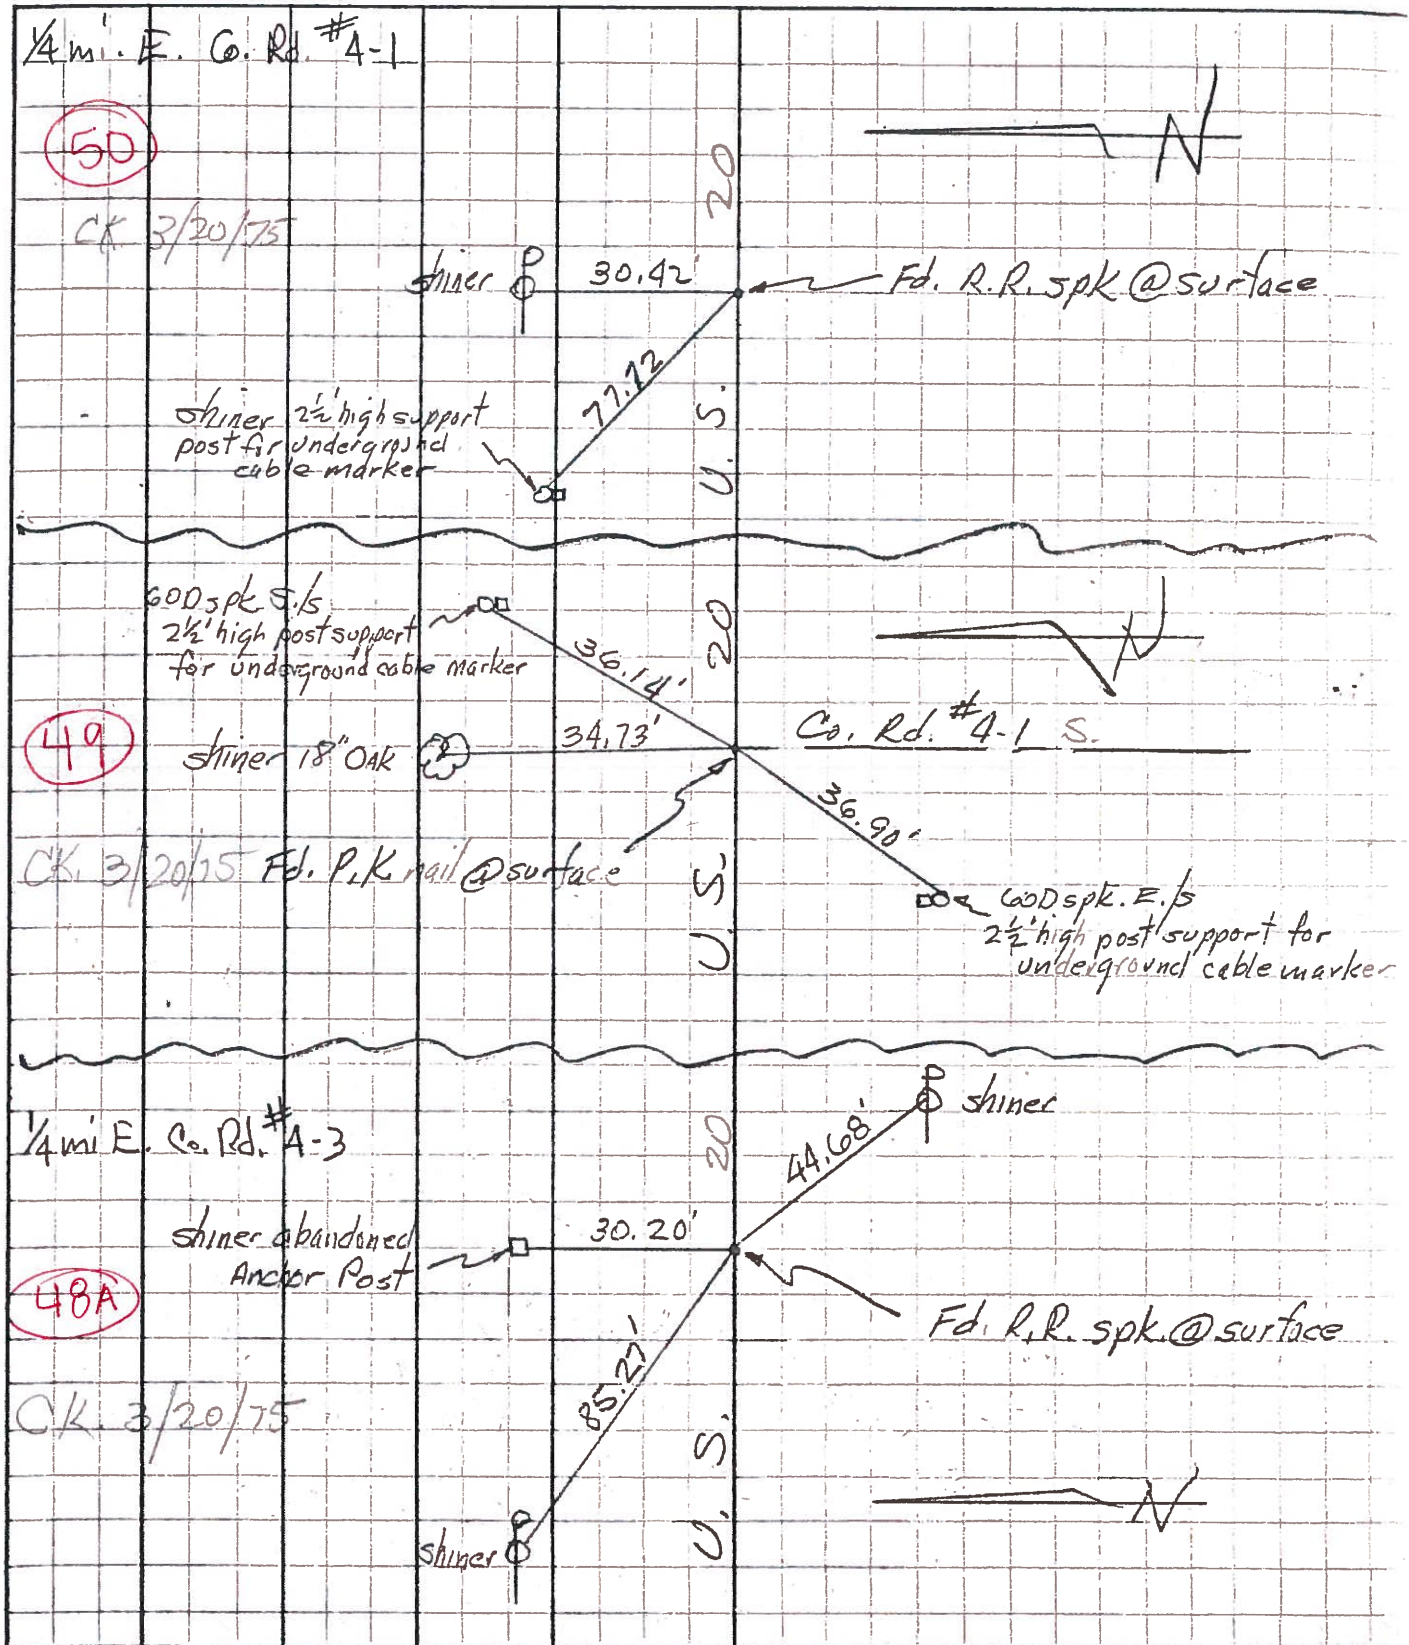 1/4 mi. E. Co. Rd. #4-1
50
CK 3/20/75
20
N
shiner
30.42'
Fd. R.R. spk @ surface
77.72
shiner 2½' high support
post for underground
cable marker
U. S.
60D spk S./s
2½' high post support
for underground cable marker
36.14'
20
N
49
shiner 18" OAK
34.73'
Co. Rd. #4-1 S.
36.90'
CK. 3/20/75
Fd. P.K. nail @ surface
U. S.
60D spk. E./s
2½' high post support for
underground cable marker
1/4 mi E. Co. Rd. #4-3
20
44.68'
shiner
shiner abandoned
Anchor Post
30.20'
48A
Fd. R.R. spk. @ surface
85.27'
CK. 3/20/75
U. S.
N
shiner